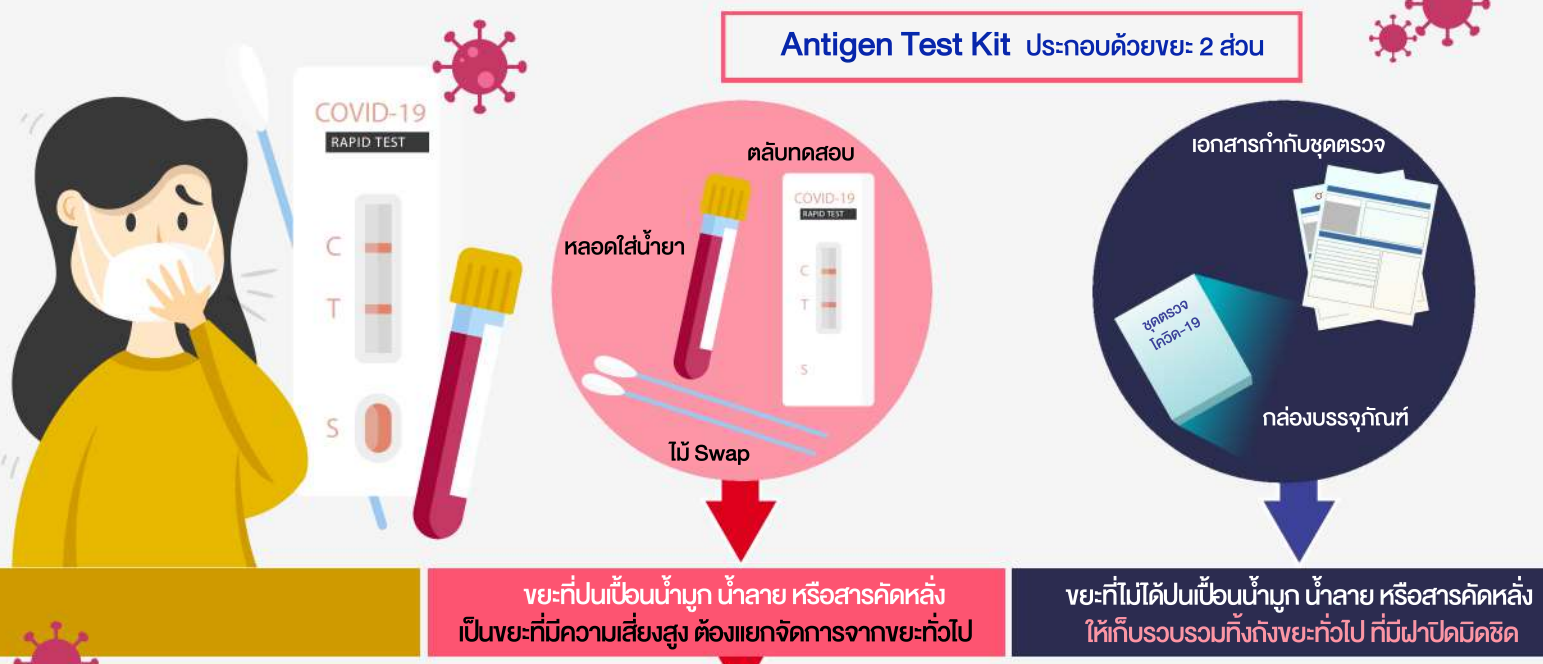 Antigen Test Kit ประกอบด้วยขยะ 2 ส่วน
COVID-19
RAPID TEST
C
T
S
ตลับทดสอบ
หลอดใส่น้ำยา
COVID-19
RAPID TEST
C
T
S
ไม้ Swap
เอกสารกำกับชุดตรวจ
ชุดตรวจ
โควิด-19
กล่องบรรจุภัณฑ์
ขยะที่ปนเปื้อนน้ำมูก น้ำลาย หรือสารคัดหลั่ง
เป็นขยะที่มีความเสี่ยงสูง ต้องแยกจัดการจากขยะทั่วไป
ขยะที่ไม่ได้ปนเปื้อนน้ำมูก น้ำลาย หรือสารคัดหลั่ง
ให้เก็บรวบรวมทิ้งถังขยะทั่วไป ที่มีฝาปิดมิดชิด